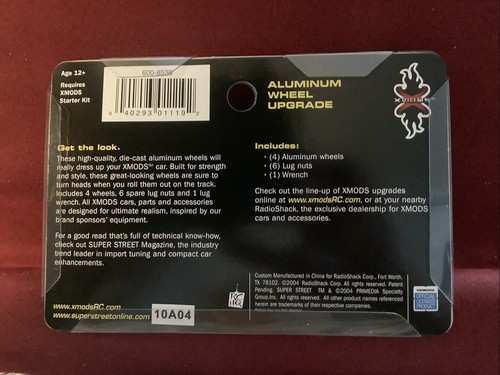 Age 12+
Requires
XMODS
Starter Kit
600-8538
40293 01119 2
ALUMINUM
WHEEL
UPGRADE
Get the look.
These high-quality, die-cast aluminum wheels will
really dress up your XMODS™ car. Built for strength
and style, these great-looking wheels are sure to
turn heads when you roll them out on the track.
Includes 4 wheels, 6 spare lug nuts and 1 lug
wrench. All XMODS cars, parts and accessories
are designed for ultimate realism, inspired by our
brand sponsors' equipment.
For a good read that's full of technical know-how,
check out SUPER STREET Magazine, the industry
trend leader in import tuning and compact car
enhancements.
www.xmodsRC.com
www.superstreetonline.com
10A04
Includes:
• (4) Aluminum wheels
• (6) Lug nuts
• (1) Wrench
Check out the line-up of XMODS upgrades
online at www.xmodsRC.com, or at your nearby
RadioShack, the exclusive dealership for XMODS
cars and accessories.
Custom Manufactured in China for RadioShack Corp., Fort Worth,
TX 76102. ©2004 RadioShack Corp. All rights reserved. Patent
Pending. SUPER STREET TM & ©2004 PRIMEDIA Specialty
Group,Inc. All rights reserved. All other product names referenced
herein are trademarks of their respective companies.
PRIMEDIA
OFFICIAL
LICENSED
PRODUCT